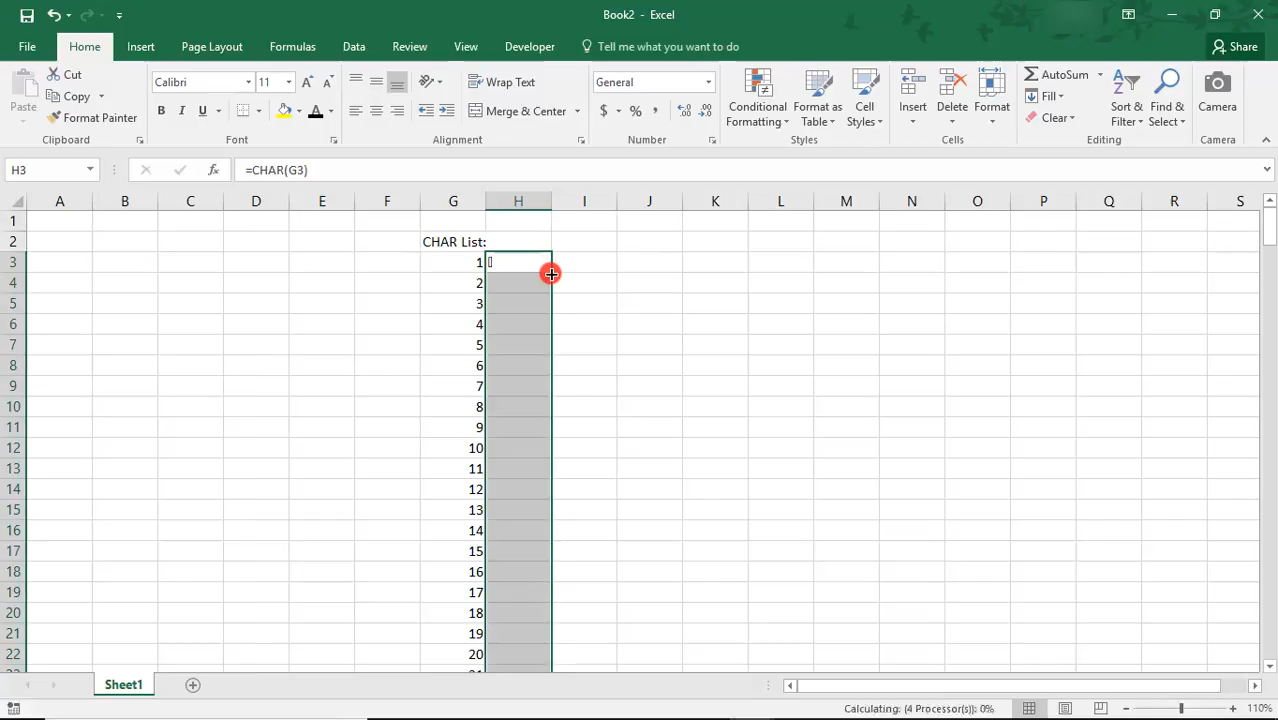 Book2 - Excel
File Home Insert Page Layout Formulas Data Review View Developer Tell me what you want to do Share
Paste Cut Copy Format Painter
Calibri 11 A A B I U A
Wrap Text Merge & Center
General $ % ,
Conditional Formatting Format as Table Cell Styles
Insert Delete Format
AutoSum Fill Clear Sort & Filter Find & Select
Camera
Clipboard Font Alignment Number Styles Cells Editing Camera
H3 fx =CHAR(G3)
A B C D E F G H I J K L M N O P Q R S
1
2 CHAR List:
3 1
4 2
5 3
6 4
7 5
8 6
9 7
10 8
11 9
12 10
13 11
14 12
15 13
16 14
17 15
18 16
19 17
20 18
21 19
22 20
Sheet1
Calculating: (4 Processor(s)): 0% 110%